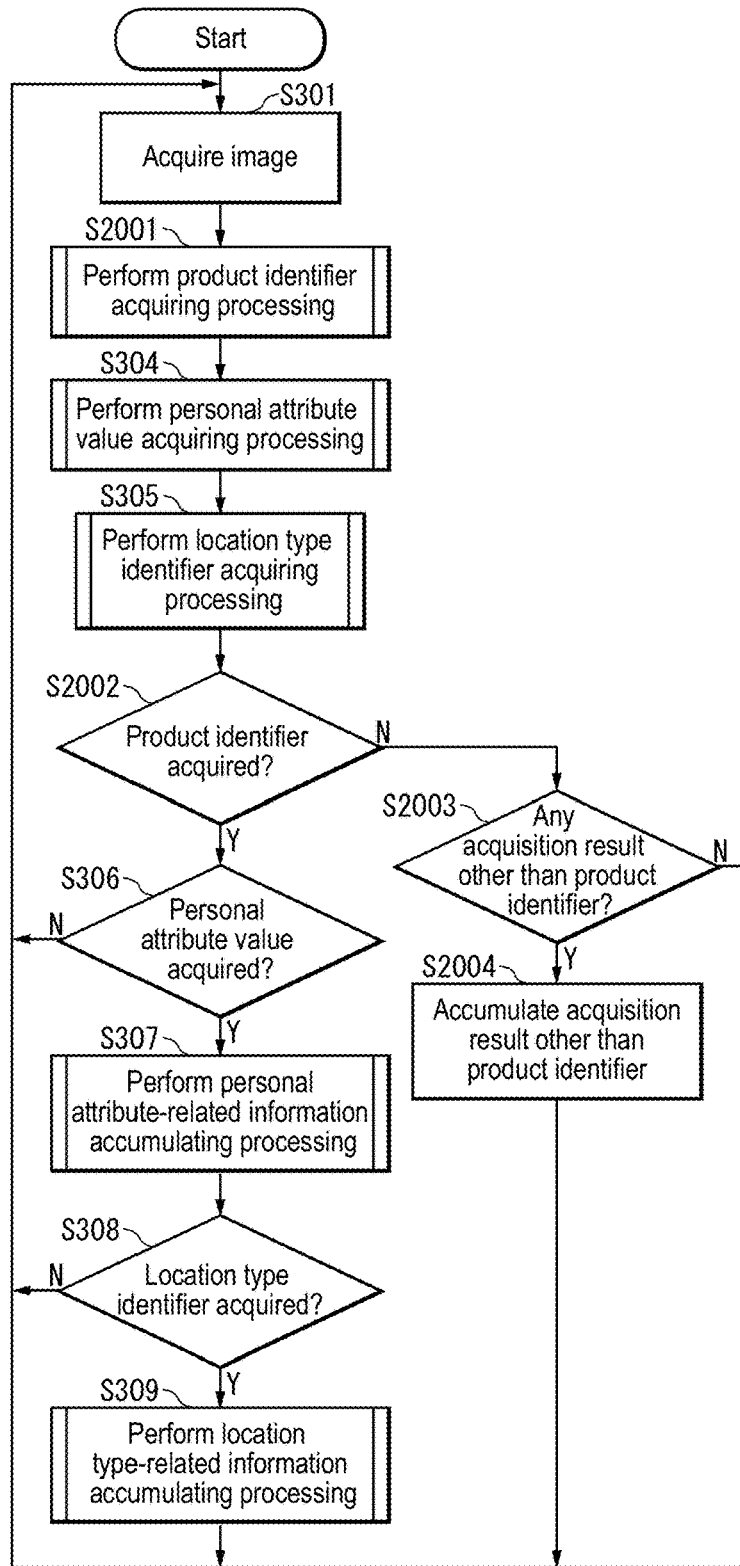 Start
S301
Acquire image
S2001
Perform product identifier
acquiring processing
S304
Perform personal attribute
value acquiring processing
S305
Perform location type
identifier acquiring
processing
S2002
Product identifier
acquired?
N
Y
S2003
Any
acquisition result
other than product
identifier?
N
Y
S306
Personal
attribute value
acquired?
N
Y
S2004
Accumulate acquisition
result other than
product identifier
S307
Perform personal
attribute-related information
accumulating processing
S308
Location type
identifier acquired?
N
Y
S309
Perform location
type-related information
accumulating processing